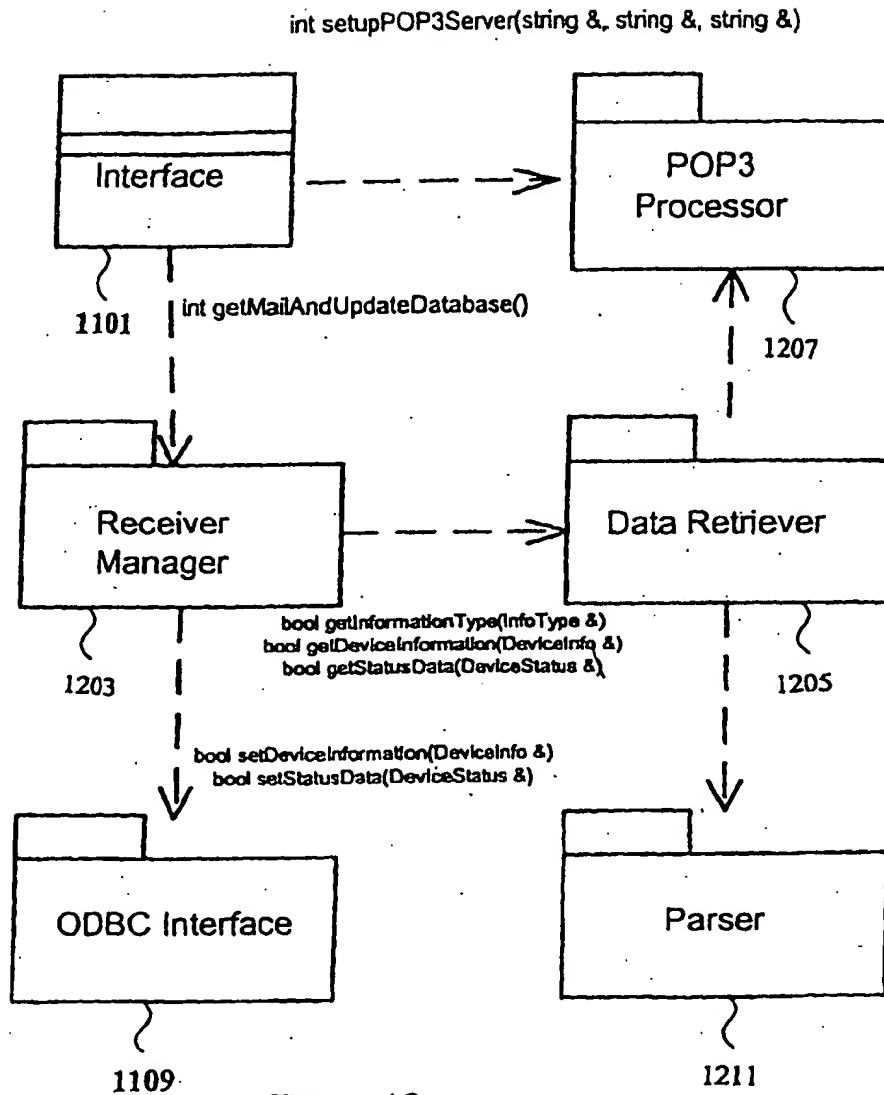 int setupPOP3Server(string &, string &, string &)
Interface
POP3
Processor
1101
int getMailAndUpdateDatabase()
1207
Receiver
Manager
Data Retriever
bool getInformationType(InfoType &)
bool getDeviceInformation(DeviceInfo &)
bool getStatusData(DeviceStatus &)
1203
1205
bool setDeviceInformation(DeviceInfo &)
bool setStatusData(DeviceStatus &)
ODBC Interface
Parser
1109
1211